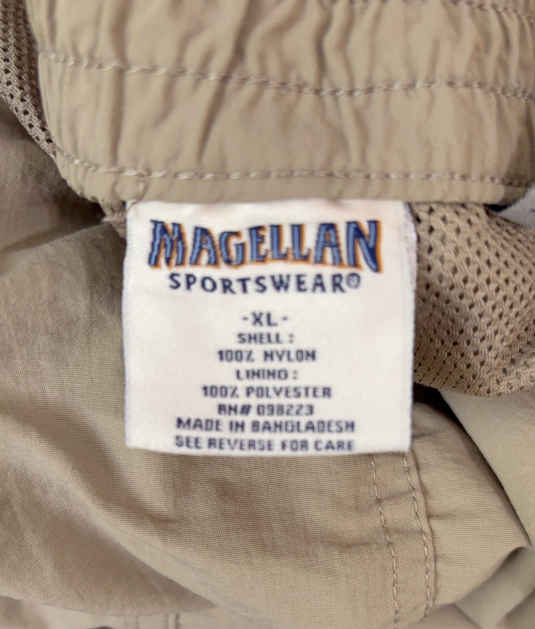 MAGELLAN
SPORTSWEAR®
-XL-
SHELL:
100% NYLON
LINING:
100% POLYESTER
RN# 098223
MADE IN BANGLADESH
SEE REVERSE FOR CARE